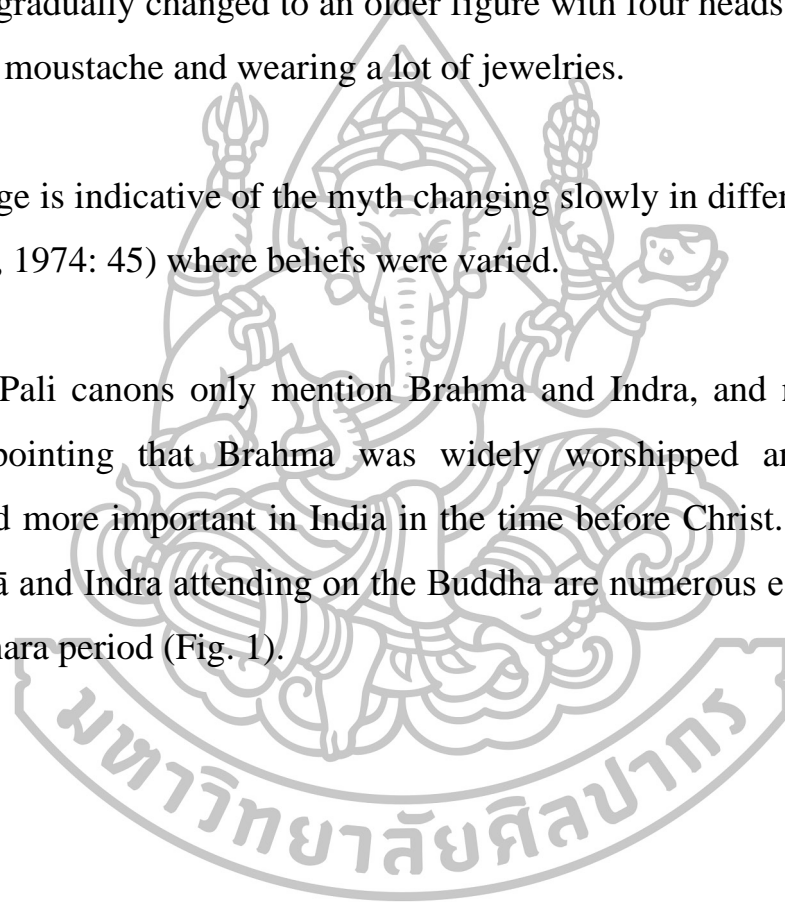 gradually changed to an older figure with four heads
moustache and wearing a lot of jewelries.
ge is indicative of the myth changing slowly in differ
, 1974: 45) where beliefs were varied.
Pali canons only mention Brahma and Indra, and
pointing that Brahma was widely worshipped
d more important in India in the time before Christ.
ā and Indra attending on the Buddha are numerous
hara period (Fig. 1).
มหาวิทยาลัยศิลปากร